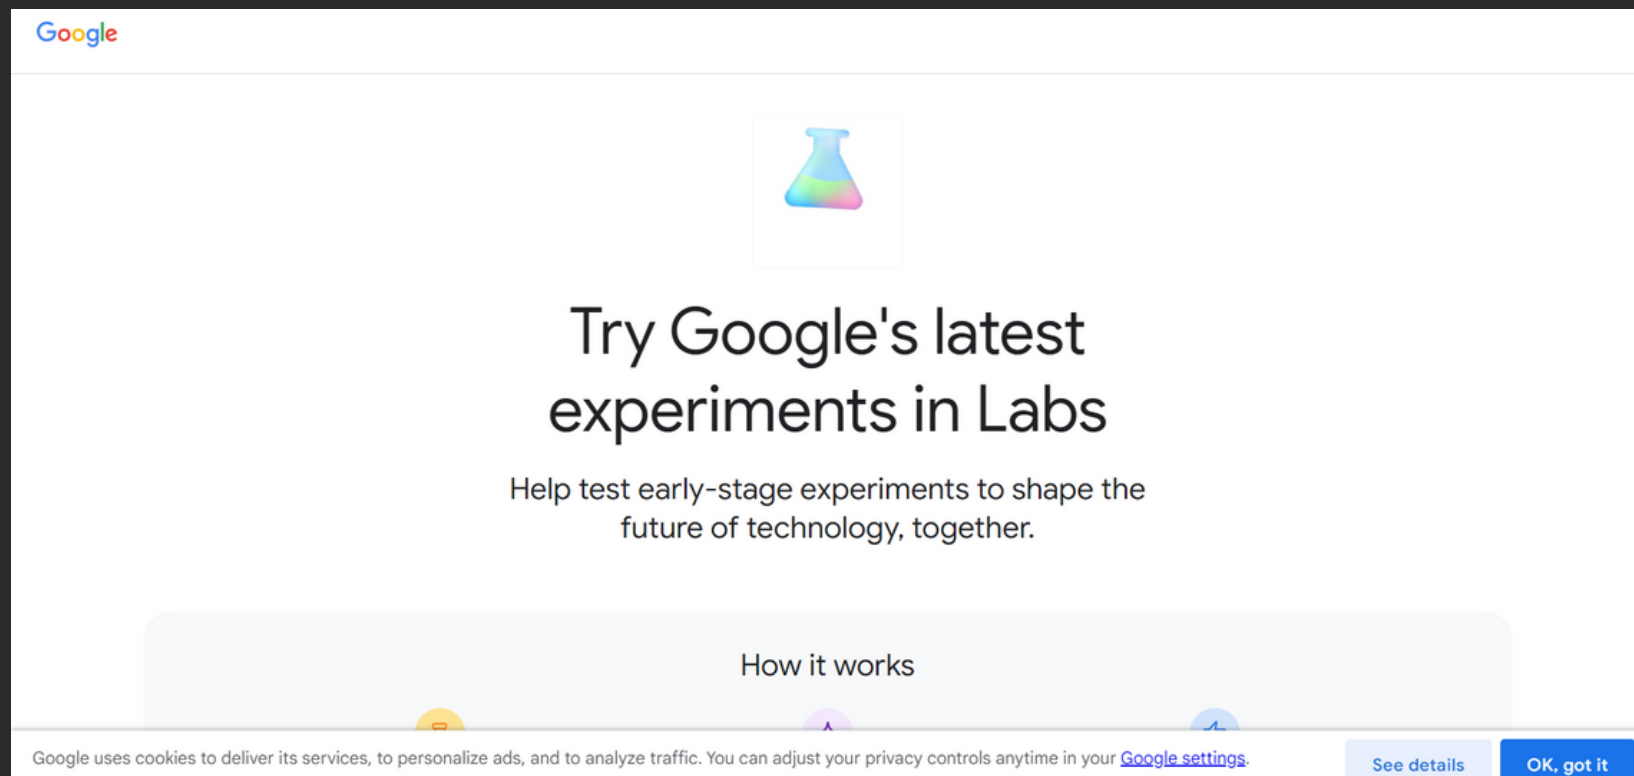 Google
Try Google's latest
experiments in Labs
Help test early-stage experiments to shape the
future of technology, together.
How it works
Google uses cookies to deliver its services, to personalize ads, and to analyze traffic. You can adjust your privacy controls anytime in your Google settings.
See details
OK, got it